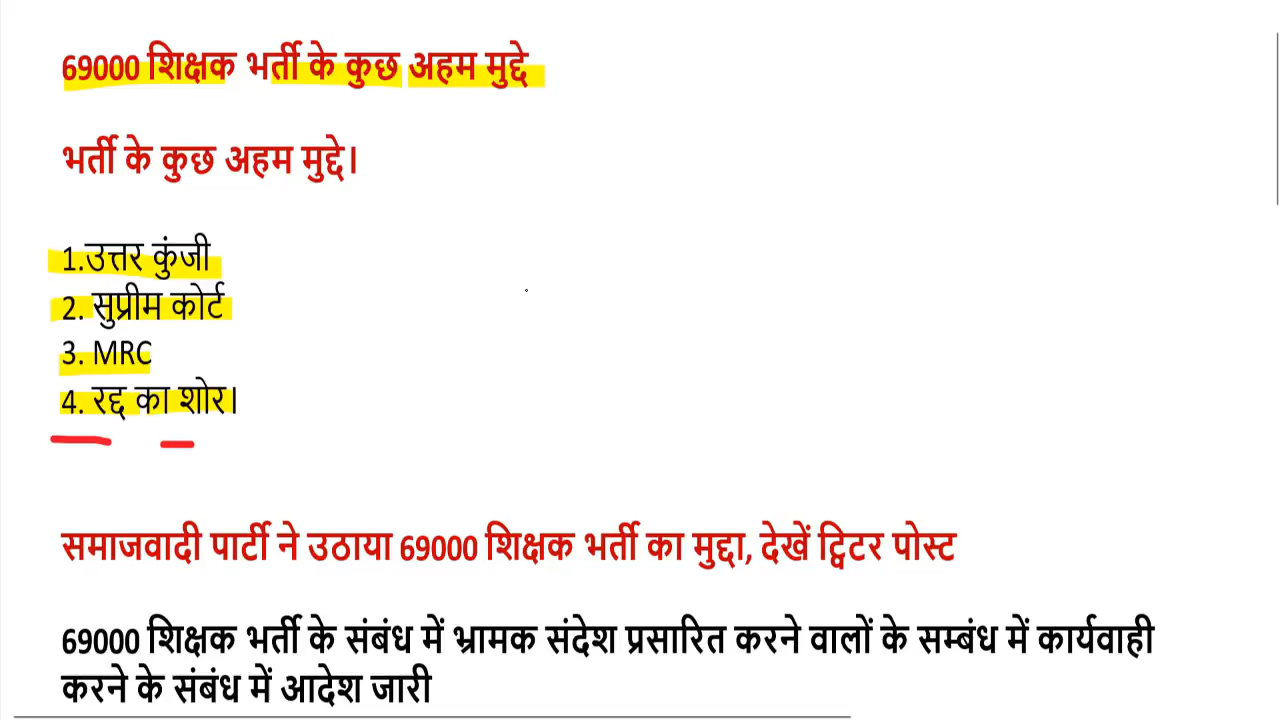 69000 शिक्षक भर्ती के कुछ अहम मुद्दे
भर्ती के कुछ अहम मुद्दे।
1.उत्तर कुंजी
2. सुप्रीम कोर्ट
3. MRC
4. रद्द का शोर।
समाजवादी पार्टी ने उठाया 69000 शिक्षक भर्ती का मुद्दा, देखें ट्विटर पोस्ट
69000 शिक्षक भर्ती के संबंध में भ्रामक संदेश प्रसारित करने वालों के सम्बंध में कार्यवाही
करने के संबंध में आदेश जारी